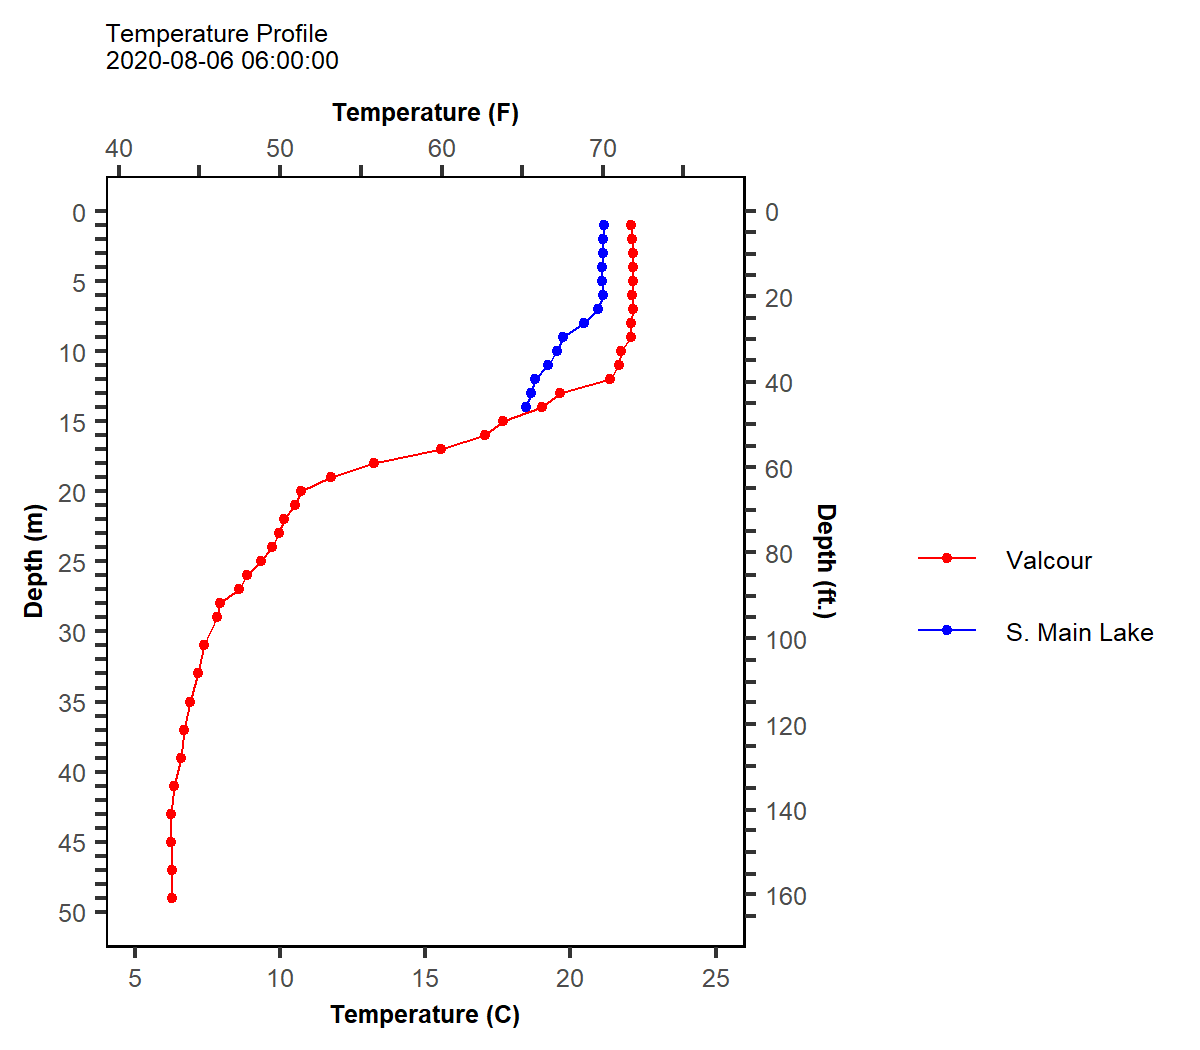 Temperature Profile
2020-08-06 06:00:00
Temperature (F)
40 50 60 70
0
5
10
15
20
25
30
35
40
45
50
Depth (m)
0
20
40
60
80
100
120
140
160
Depth (ft.)
5 10 15 20 25
Temperature (C)
Valcour
S. Main Lake